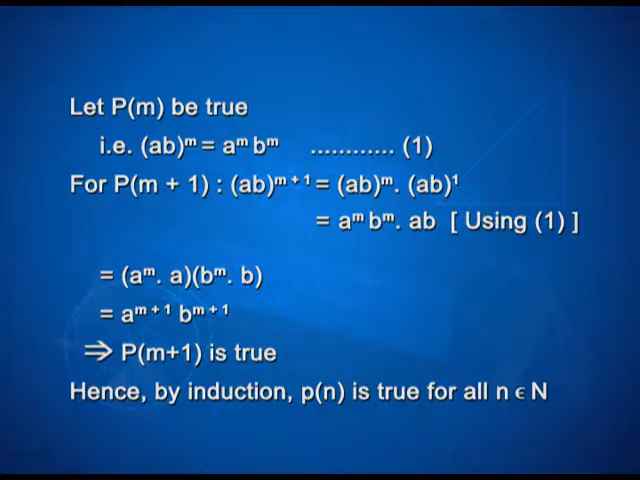 Let P(m) be true
i.e. (ab)ᵐ = aᵐ bᵐ ............ (1)
For P(m + 1) : (ab)ᵐ ⁺ ¹ = (ab)ᵐ. (ab)¹
= aᵐ bᵐ. ab [ Using (1) ]
= (aᵐ. a)(bᵐ. b)
= aᵐ ⁺ ¹ bᵐ ⁺ ¹
⇒ P(m+1) is true
Hence, by induction, p(n) is true for all n ϵ N